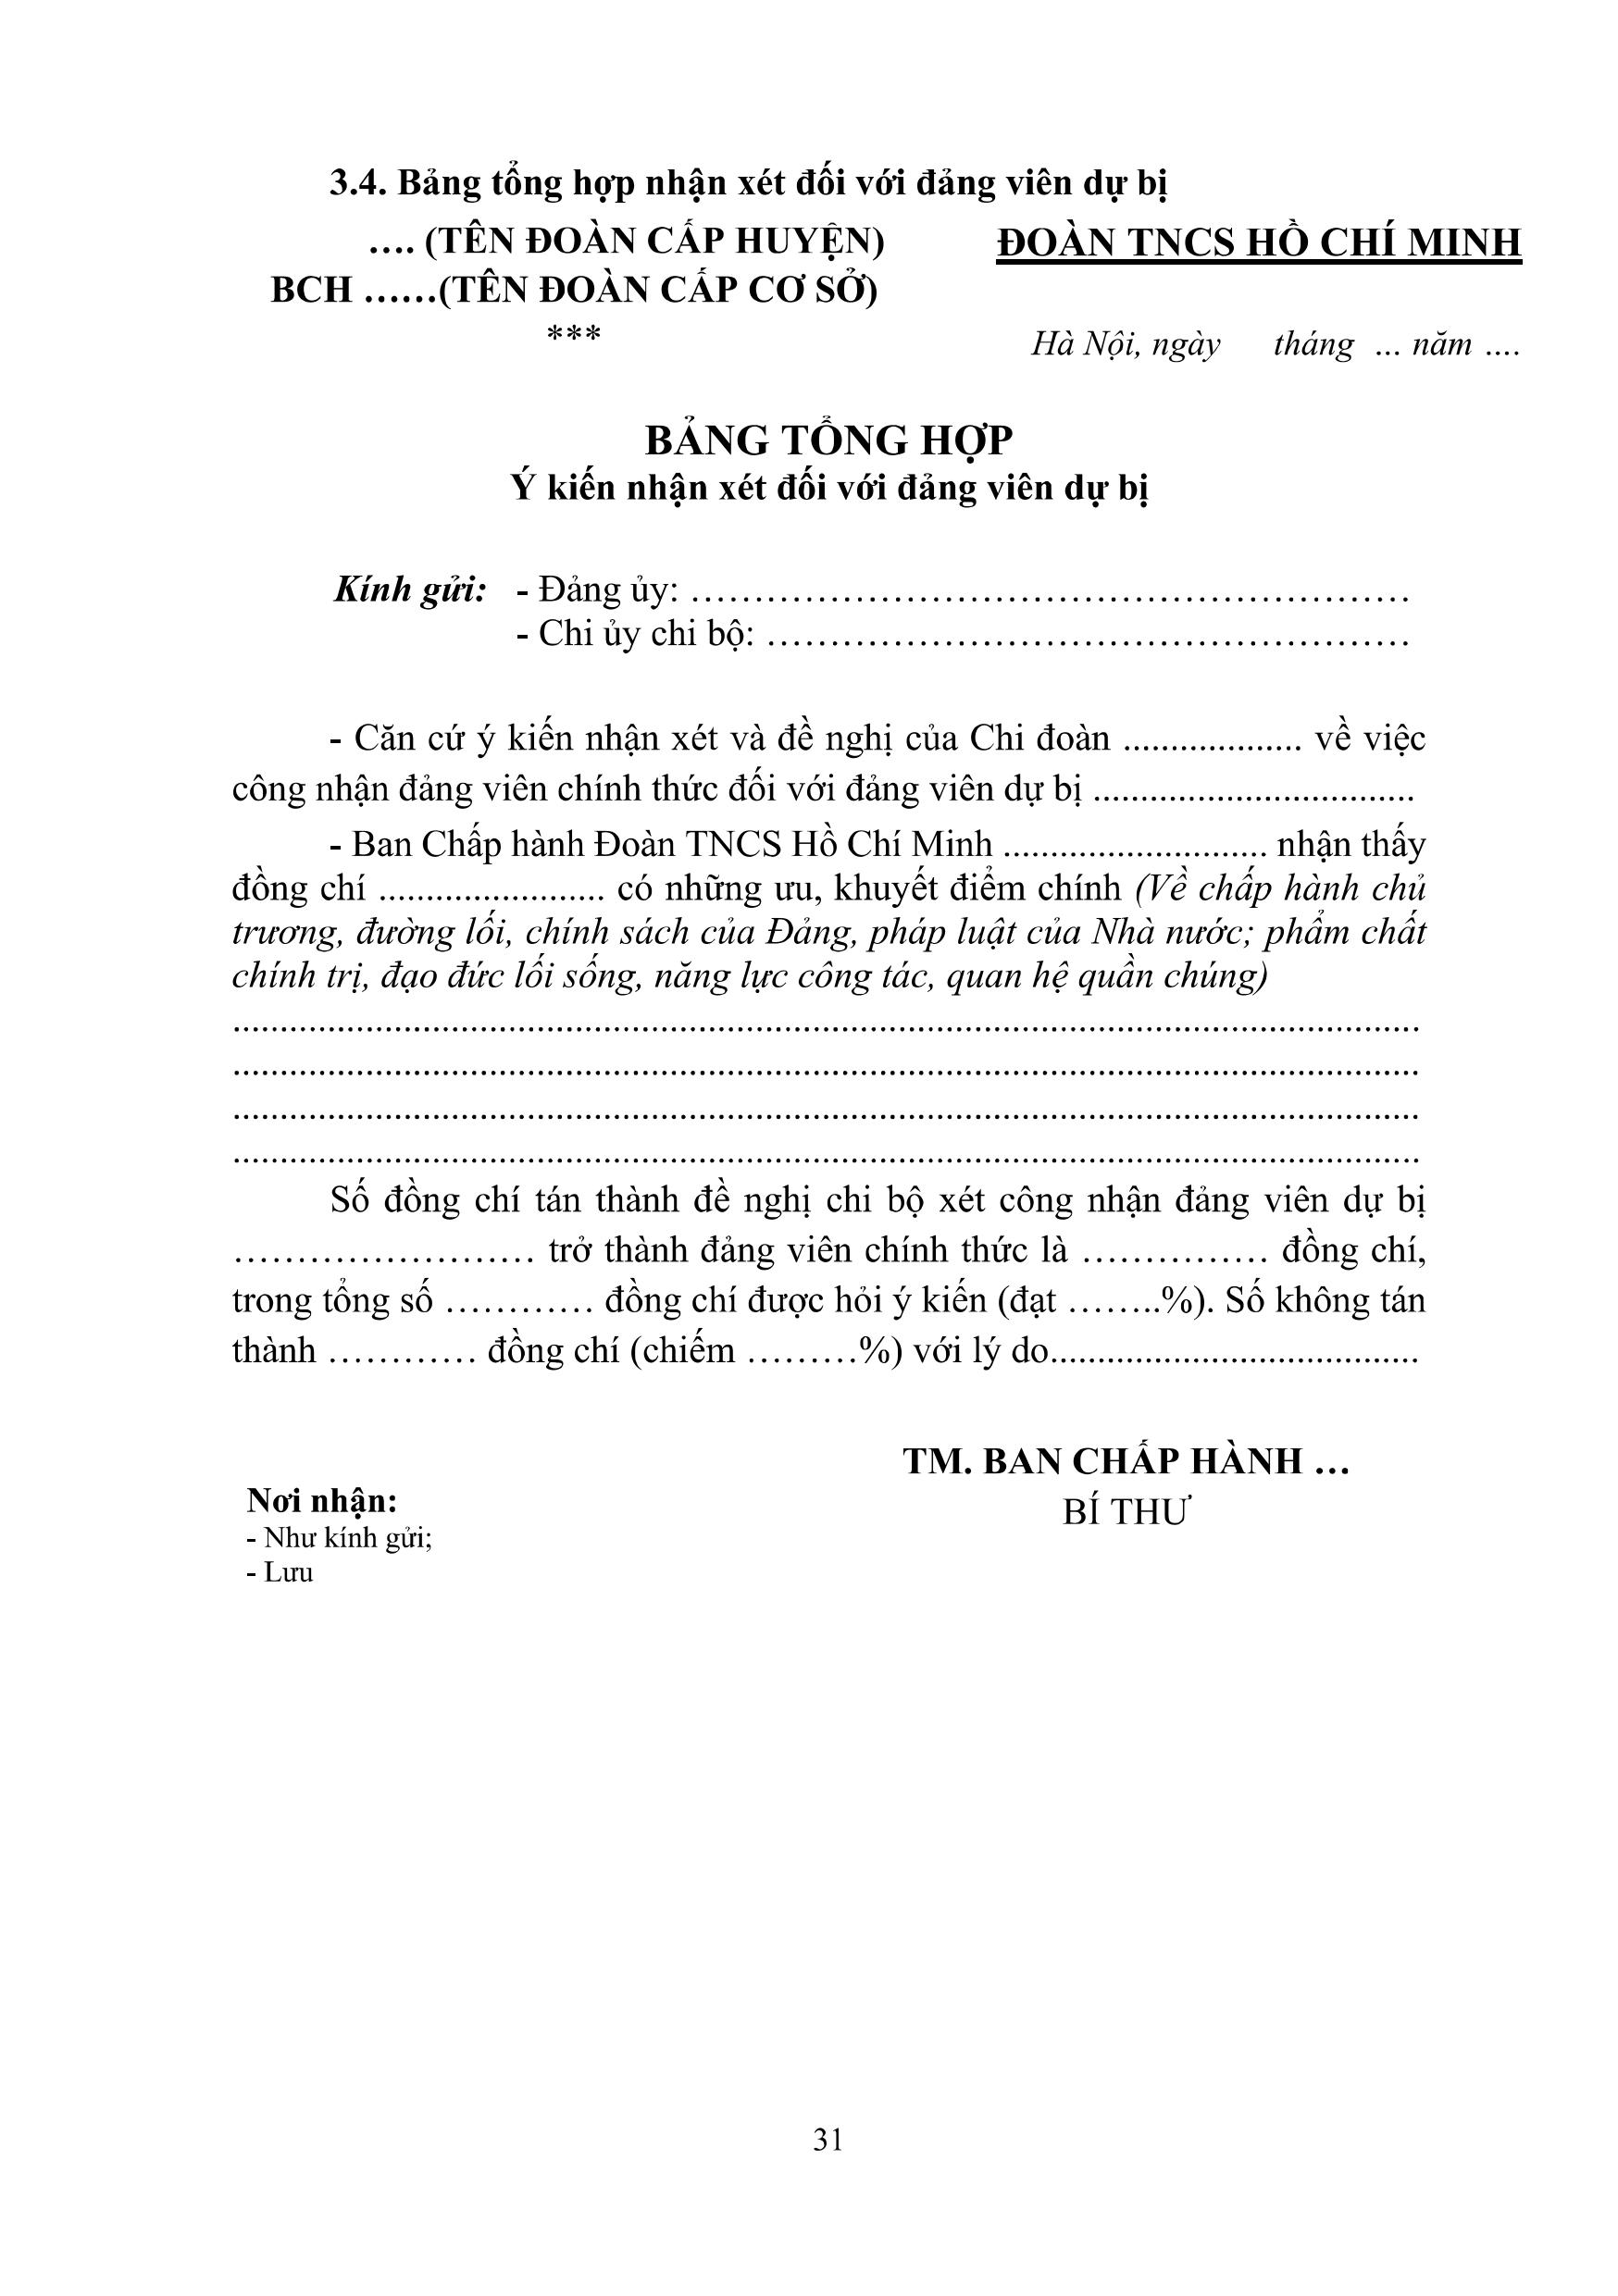 3.4. Bảng tổng hợp nhận xét đối với đảng viên dự bị
…. (TÊN ĐOÀN CẤP HUYỆN)
ĐOÀN TNCS HỒ CHÍ MINH
BCH ……(TÊN ĐOÀN CẤP CƠ SỞ)
***
Hà Nội, ngày tháng … năm ….
BẢNG TỔNG HỢP
Ý kiến nhận xét đối với đảng viên dự bị
Kính gửi: - Đảng ủy: …………………………………………………
- Chi ủy chi bộ: ……………………………………………
- Căn cứ ý kiến nhận xét và đề nghị của Chi đoàn ................... về việc
công nhận đảng viên chính thức đối với đảng viên dự bị ..................................
- Ban Chấp hành Đoàn TNCS Hồ Chí Minh ............................ nhận thấy
đồng chí ........................ có những ưu, khuyết điểm chính (Về chấp hành chủ
trương, đường lối, chính sách của Đảng, pháp luật của Nhà nước; phẩm chất
chính trị, đạo đức lối sống, năng lực công tác, quan hệ quần chúng)
..............................................................................................................................
..............................................................................................................................
..............................................................................................................................
..............................................................................................................................
Số đồng chí tán thành đề nghị chi bộ xét công nhận đảng viên dự bị
…………………… trở thành đảng viên chính thức là …………… đồng chí,
trong tổng số ………… đồng chí được hỏi ý kiến (đạt ……..%). Số không tán
thành ………… đồng chí (chiếm ………%) với lý do.......................................
TM. BAN CHẤP HÀNH …
Nơi nhận:
BÍ THƯ
- Như kính gửi;
- Lưu
31